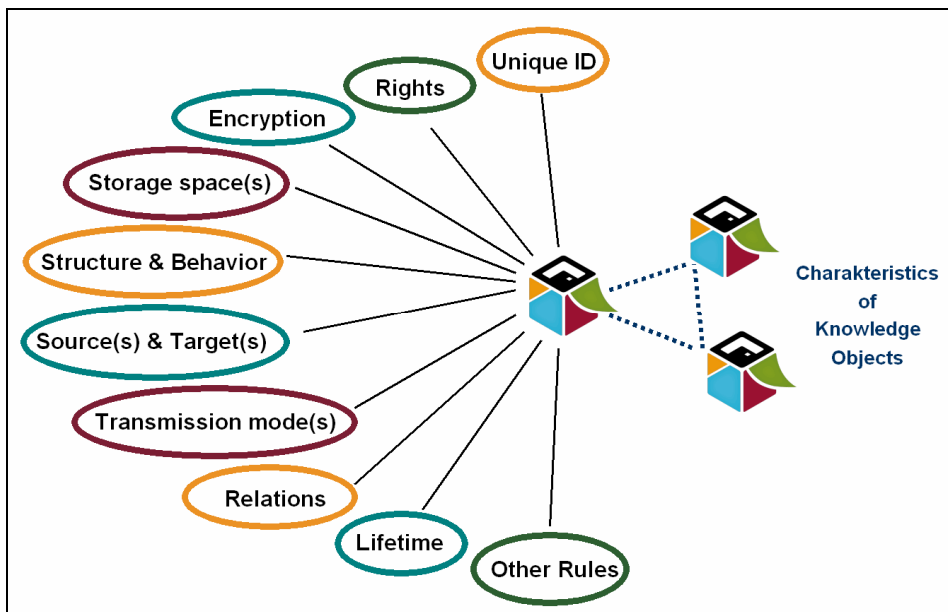 Unique ID
Rights
Encryption
Storage space(s)
Structure & Behavior
Source(s) & Target(s)
Transmission mode(s)
Relations
Lifetime
Other Rules
Charakteristics
of
Knowledge
Objects